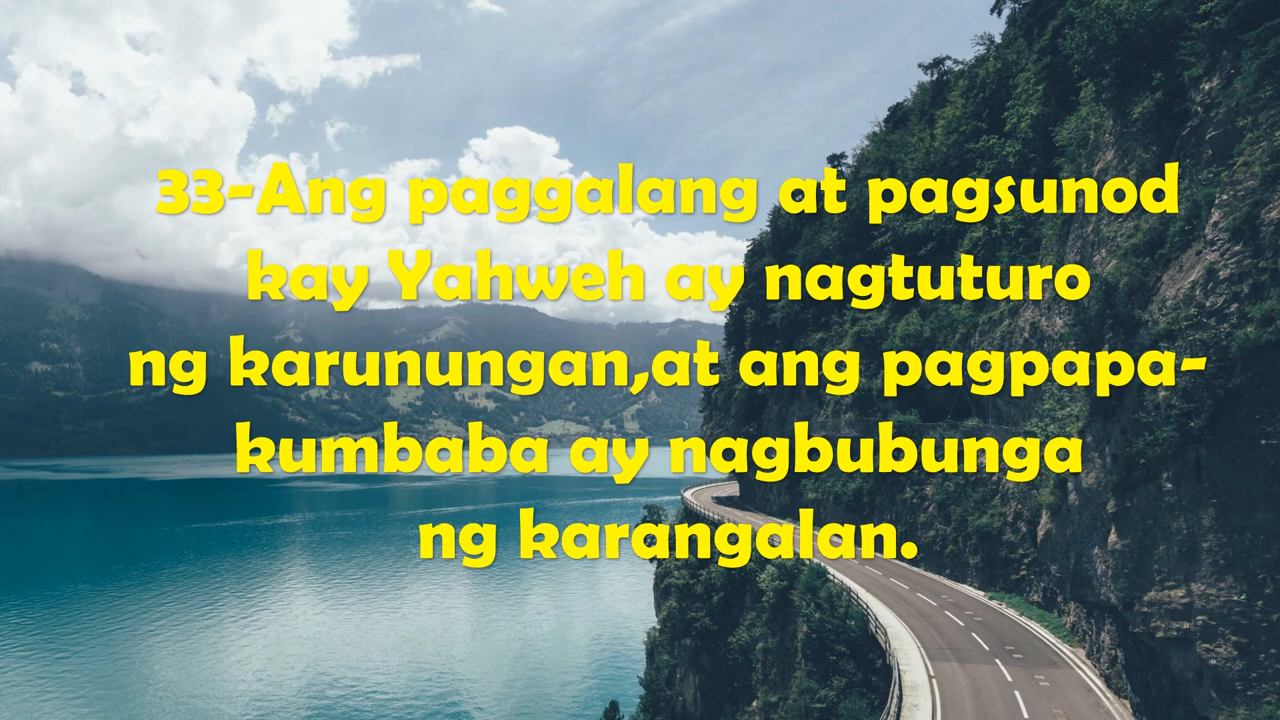 33-Ang paggalang at pagsunod
kay Yahweh ay nagtuturo
ng karunungan,at ang pagpapa-
kumbaba ay nagbubunga
ng karangalan.